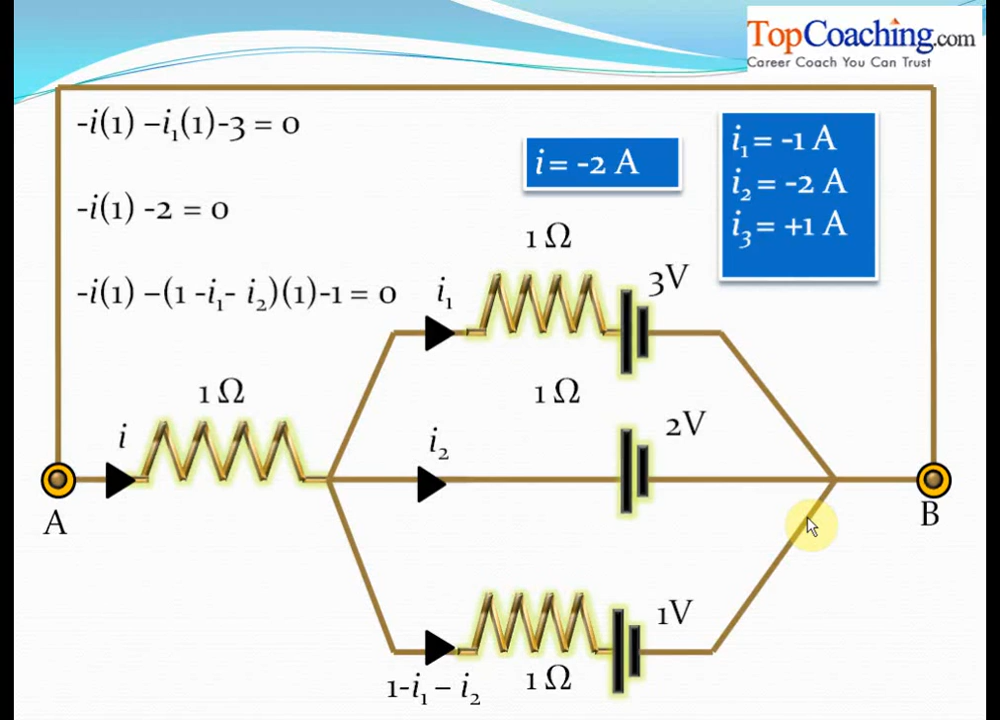 TopCoaching.com
Career Coach You Can Trust
-i(1) –i₁(1)-3 = 0
i = -2 A
i₁ = -1 A
i₂ = -2 A
i₃ = +1 A
-i(1) -2 = 0
1 Ω
-i(1) –(1 -i₁- i₂)(1)-1 = 0
i₁
3V
1 Ω
1 Ω
i
i₂
2V
A
B
1V
1-i₁ – i₂
1 Ω